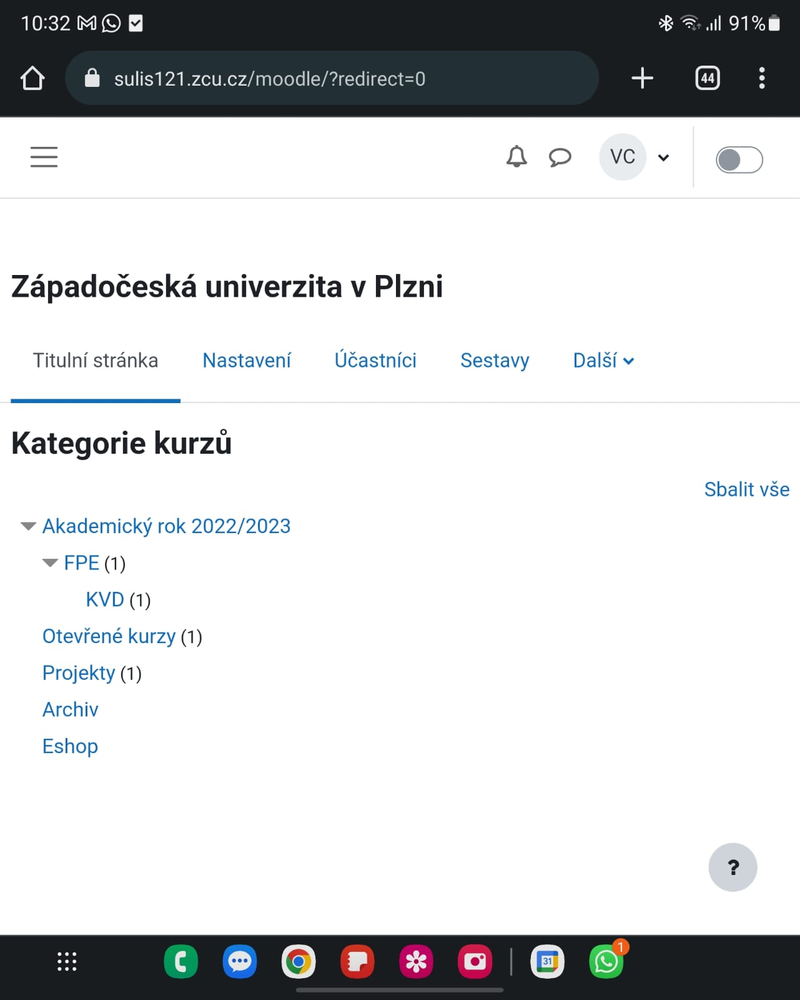 10:32
91%
sulis121.zcu.cz/moodle/?redirect=0
44
VC
Západočeská univerzita v Plzni
Titulní stránka Nastavení Účastníci Sestavy Další
Kategorie kurzů
Sbalit vše
Akademický rok 2022/2023
FPE (1)
KVD (1)
Otevřené kurzy (1)
Projekty (1)
Archiv
Eshop
?
31
1